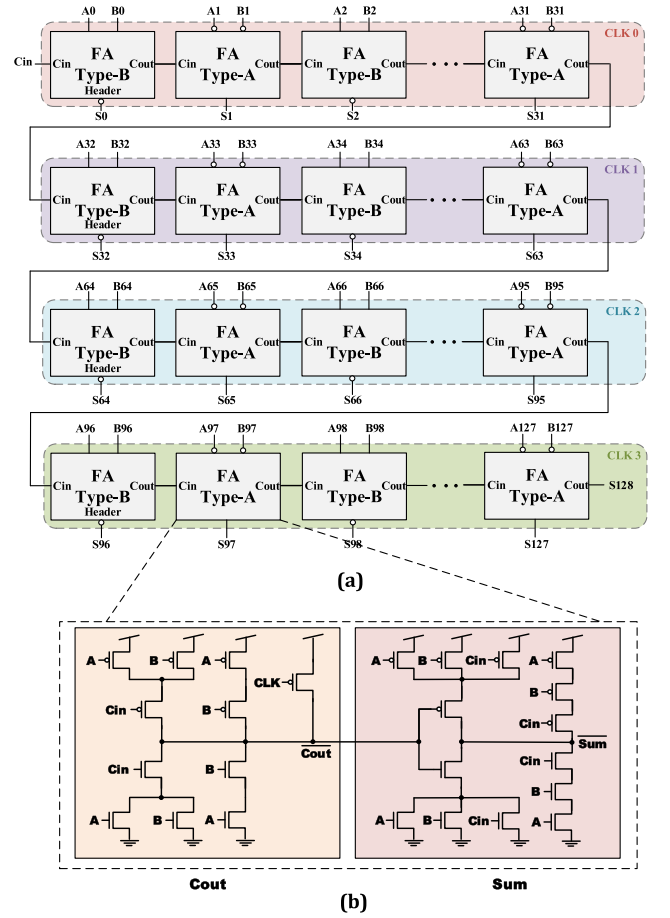 A0 B0 A1 B1 A2 B2 A31 B31
CLK 0
Cin
Cin FA Cout Cin FA Cout Cin FA Cout Cin FA Cout
Type-B Type-A Type-B Type-A
Header
S0 S1 S2 S31
A32 B32 A33 B33 A34 B34 A63 B63
CLK 1
FA FA FA FA
Cin Type-B Cout Cin Type-A Cout Cin Type-B Cout Cin Type-A Cout
Header
S32 S33 S34 S63
A64 B64 A65 B65 A66 B66 A95 B95
CLK 2
FA FA FA FA
Cin Type-B Cout Cin Type-A Cout Cin Type-B Cout Cin Type-A Cout
Header
S64 S65 S66 S95
A96 B96 A97 B97 A98 B98 A127 B127
CLK 3
FA FA FA FA
Cin Type-B Cout Cin Type-A Cout Cin Type-B Cout Cin Type-A Cout S128
Header
S96 S97 S98 S127
(a)
A B A A B Cin A
CLK
B
Cin B Cin
Cout Sum
Cin B Cin
B
A B A A B Cin A
Cout Sum
(b)